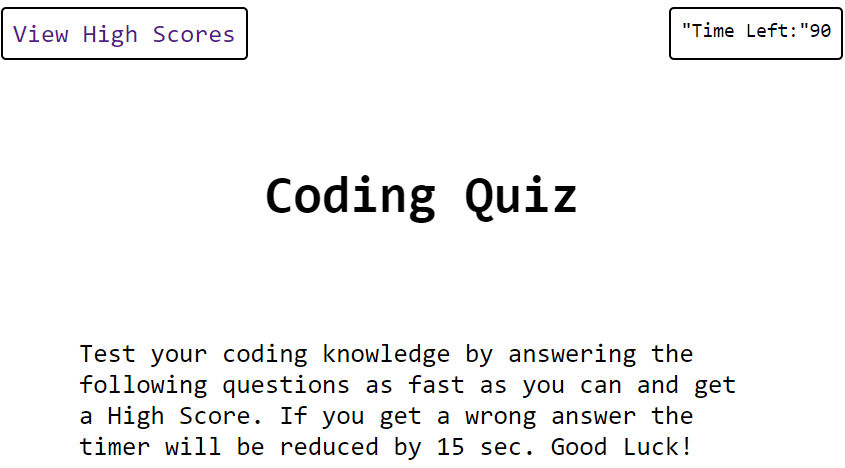 View High Scores
"Time Left:"90
Coding Quiz
Test your coding knowledge by answering the
following questions as fast as you can and get
a High Score. If you get a wrong answer the
timer will be reduced by 15 sec. Good Luck!